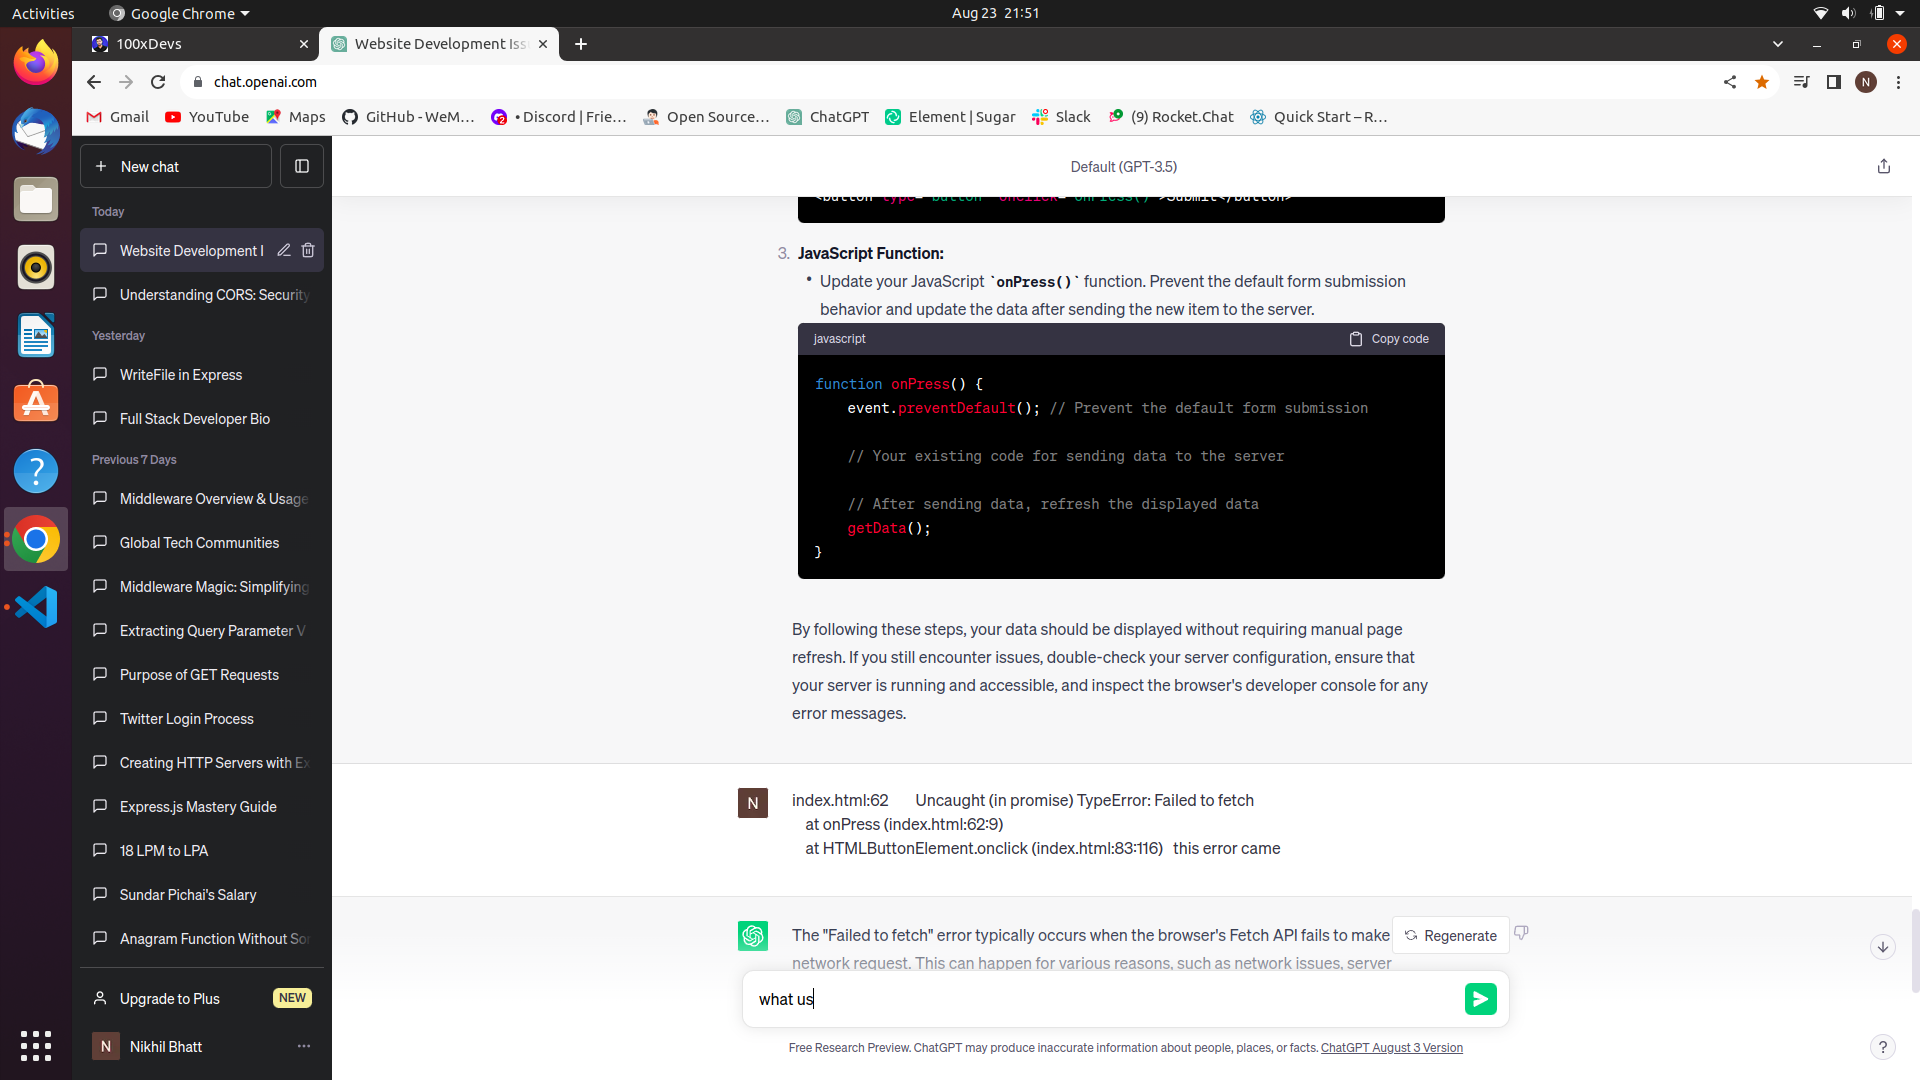 Activities
Google Chrome
Aug 23 21:51
100xDevs
Website Development Iss
chat.openai.com
N
Gmail
YouTube
Maps
GitHub - WeM...
• Discord | Frie...
Open Source...
ChatGPT
Element | Sugar
Slack
(9) Rocket.Chat
Quick Start – R...
New chat
Today
Website Development I
Understanding CORS: Security
Yesterday
WriteFile in Express
Full Stack Developer Bio
Previous 7 Days
Middleware Overview & Usage
Global Tech Communities
Middleware Magic: Simplifying
Extracting Query Parameter V
Purpose of GET Requests
Twitter Login Process
Creating HTTP Servers with Ex
Express.js Mastery Guide
18 LPM to LPA
Sundar Pichai's Salary
Anagram Function Without Sor
Upgrade to Plus
NEW
N
Nikhil Bhatt
Default (GPT-3.5)
<button type="button" onclick="onPress()">Submit</button>
3. JavaScript Function:
• Update your JavaScript `onPress()` function. Prevent the default form submission
behavior and update the data after sending the new item to the server.
javascript
Copy code
function onPress() {
event.preventDefault(); // Prevent the default form submission
// Your existing code for sending data to the server
// After sending data, refresh the displayed data
getData();
}
By following these steps, your data should be displayed without requiring manual page
refresh. If you still encounter issues, double-check your server configuration, ensure that
your server is running and accessible, and inspect the browser's developer console for any
error messages.
N
index.html:62 Uncaught (in promise) TypeError: Failed to fetch
at onPress (index.html:62:9)
at HTMLButtonElement.onclick (index.html:83:116) this error came
The "Failed to fetch" error typically occurs when the browser's Fetch API fails to make
Regenerate
network request. This can happen for various reasons, such as network issues, server
what us
Free Research Preview. ChatGPT may produce inaccurate information about people, places, or facts. ChatGPT August 3 Version
?